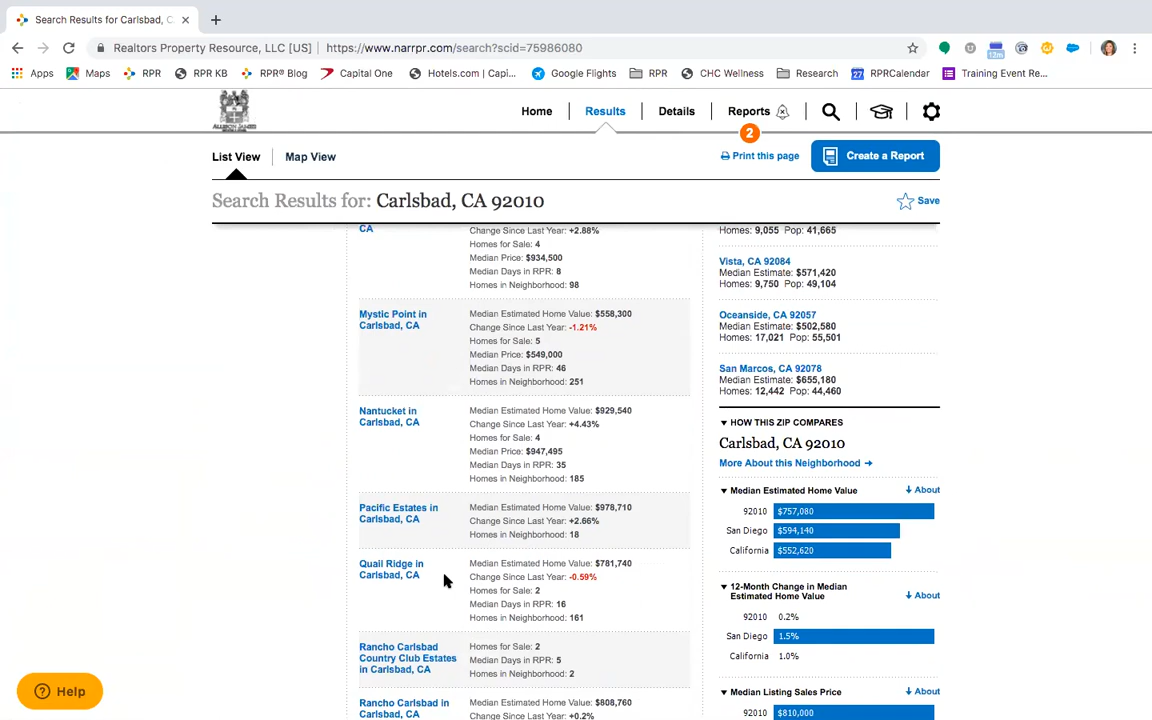 Search Results for Carlsbad, C
Realtors Property Resource, LLC [US] | https://www.narrpr.com/search?scid=75986080
12m
Apps Maps RPR RPR KB RPR® Blog Capital One Hotels.com | Capi... Google Flights RPR CHC Wellness Research 27 RPRCalendar Training Event Re...
ALLISON JAMES
Home Results Details Reports
2
List View Map View Print this page Create a Report
Search Results for: Carlsbad, CA 92010 Save
CA
Change Since Last Year: +2.88%
Homes for Sale: 4
Median Price: $934,500
Median Days in RPR: 8
Homes in Neighborhood: 98
Mystic Point in
Carlsbad, CA
Median Estimated Home Value: $558,300
Change Since Last Year: -1.21%
Homes for Sale: 5
Median Price: $549,000
Median Days in RPR: 46
Homes in Neighborhood: 251
Nantucket in
Carlsbad, CA
Median Estimated Home Value: $929,540
Change Since Last Year: +4.43%
Homes for Sale: 4
Median Price: $947,495
Median Days in RPR: 35
Homes in Neighborhood: 185
Pacific Estates in
Carlsbad, CA
Median Estimated Home Value: $978,710
Change Since Last Year: +2.66%
Homes in Neighborhood: 18
Quail Ridge in
Carlsbad, CA
Median Estimated Home Value: $781,740
Change Since Last Year: -0.59%
Homes for Sale: 2
Median Days in RPR: 16
Homes in Neighborhood: 161
Rancho Carlsbad
Country Club Estates
in Carlsbad, CA
Homes for Sale: 2
Median Days in RPR: 5
Homes in Neighborhood: 2
Rancho Carlsbad in
Carlsbad, CA
Median Estimated Home Value: $808,760
Change Since Last Year: +0.2%
Homes: 9,055 Pop: 41,665
Vista, CA 92084
Median Estimate: $571,420
Homes: 9,750 Pop: 49,104
Oceanside, CA 92057
Median Estimate: $502,580
Homes: 17,021 Pop: 55,501
San Marcos, CA 92078
Median Estimate: $655,180
Homes: 12,442 Pop: 44,460
HOW THIS ZIP COMPARES
Carlsbad, CA 92010
More About this Neighborhood
Median Estimated Home Value About
92010 $757,080
San Diego $594,140
California $552,620
12-Month Change in Median
Estimated Home Value About
92010 0.2%
San Diego 1.5%
California 1.0%
Median Listing Sales Price About
92010 $810,000
Help